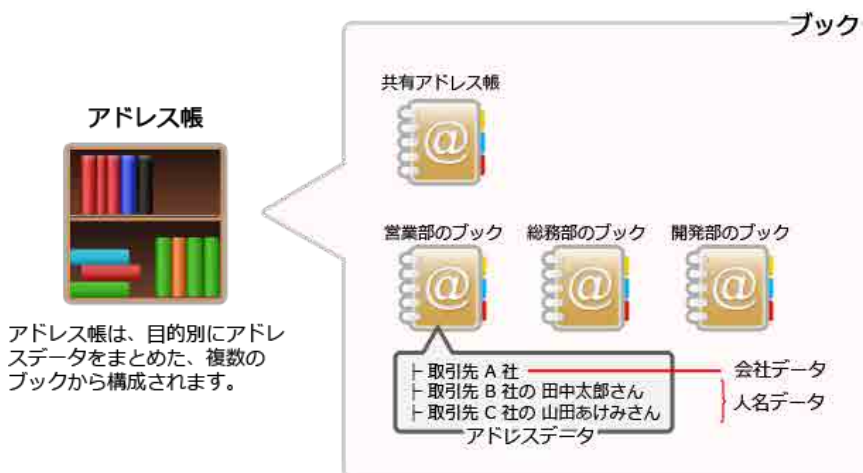 ブック
共有アドレス帳
アドレス帳
営業部のブック 総務部のブック 開発部のブック
アドレス帳は、目的別にアドレ
スデータをまとめた、複数の
ブックから構成されます。
├ 取引先 A 社 会社データ
├ 取引先 B 社の 田中太郎さん
├ 取引先 C 社の 山田あけみさん
人名データ
アドレスデータ